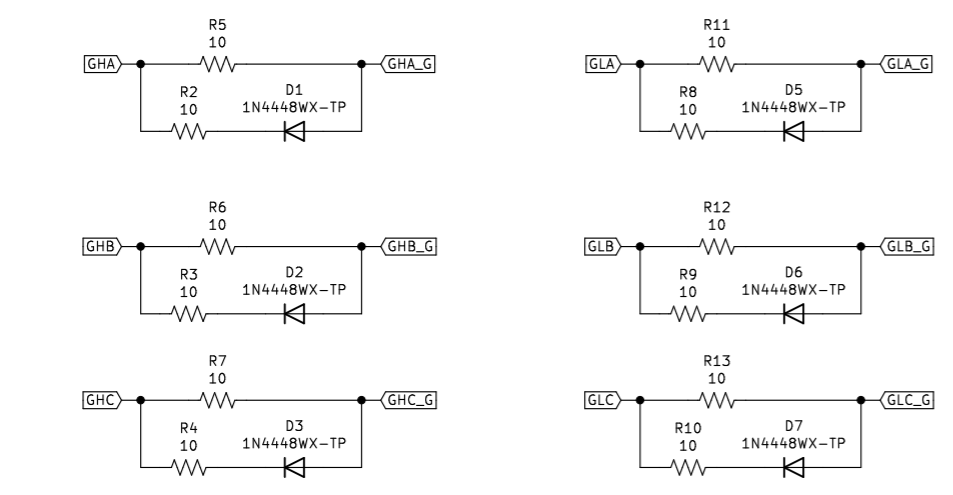 R5
10
GHA
GHA_G
R2
10
D1
1N4448WX-TP
R11
10
GLA
GLA_G
R8
10
D5
1N4448WX-TP
R6
10
GHB
GHB_G
R3
10
D2
1N4448WX-TP
R12
10
GLB
GLB_G
R9
10
D6
1N4448WX-TP
R7
10
GHC
GHC_G
R4
10
D3
1N4448WX-TP
R13
10
GLC
GLC_G
R10
10
D7
1N4448WX-TP